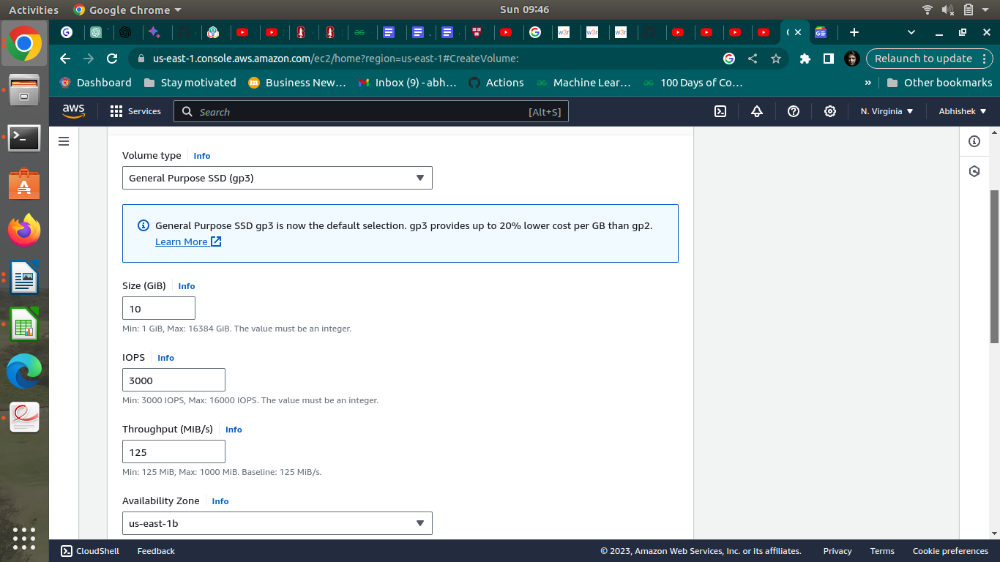 Activities
Google Chrome
Sun 09:46
us-east-1.console.aws.amazon.com/ec2/home?region=us-east-1#CreateVolume:
Relaunch to update
Dashboard
Stay motivated
Business New…
Inbox (9) - abh…
Actions
Machine Lear…
100 Days of Co…
»
Other bookmarks
aws
Services
Search
[Alt+S]
N. Virginia
Abhishek
Volume type
Info
General Purpose SSD (gp3)
General Purpose SSD gp3 is now the default selection. gp3 provides up to 20% lower cost per GB than gp2.
Learn More
Size (GiB)
Info
10
Min: 1 GiB, Max: 16384 GiB. The value must be an integer.
IOPS
Info
3000
Min: 3000 IOPS, Max: 16000 IOPS. The value must be an integer.
Throughput (MiB/s)
Info
125
Min: 125 MiB, Max: 1000 MiB. Baseline: 125 MiB/s.
Availability Zone
Info
us-east-1b
CloudShell
Feedback
© 2023, Amazon Web Services, Inc. or its affiliates.
Privacy
Terms
Cookie preferences